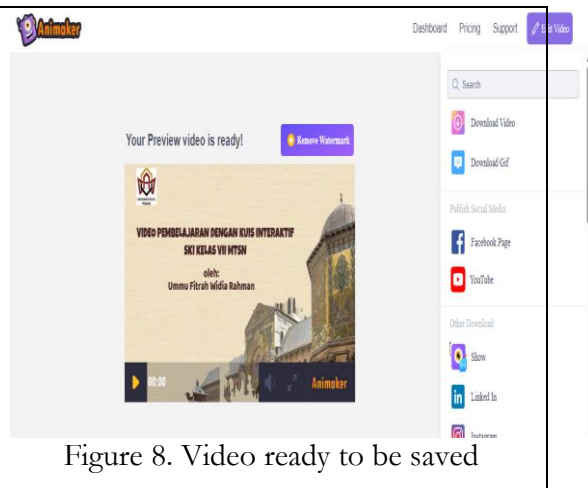 Animaker
Dashboard Pricing Support Edit Video
Search
Download Video
Download Gif
Publish Social Media
Facebook Page
YouTube
Other Download
Show
Linked In
Instagram
Your Preview video is ready!
Remove Watermark
VIDEO PEMBELAJARAN DENGAN KUIS INTERAKTIF
SKI KELAS VII MTSN
oleh:
Ummu Fitrah Widia Rahman
00:00
Animaker
Figure 8. Video ready to be saved